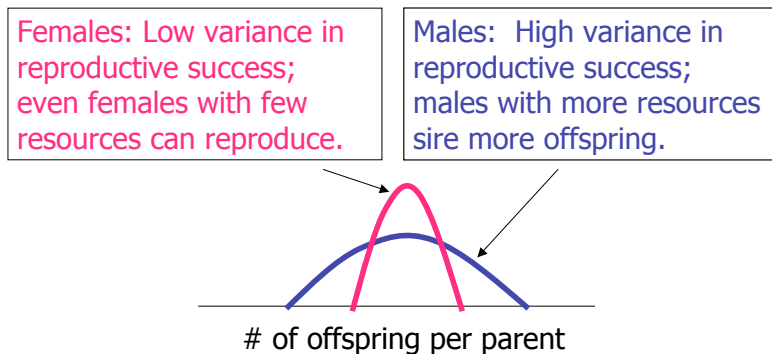 Females: Low variance in
reproductive success;
even females with few
resources can reproduce.
Males:  High variance in
reproductive success;
males with more resources
sire more offspring.
# of offspring per parent